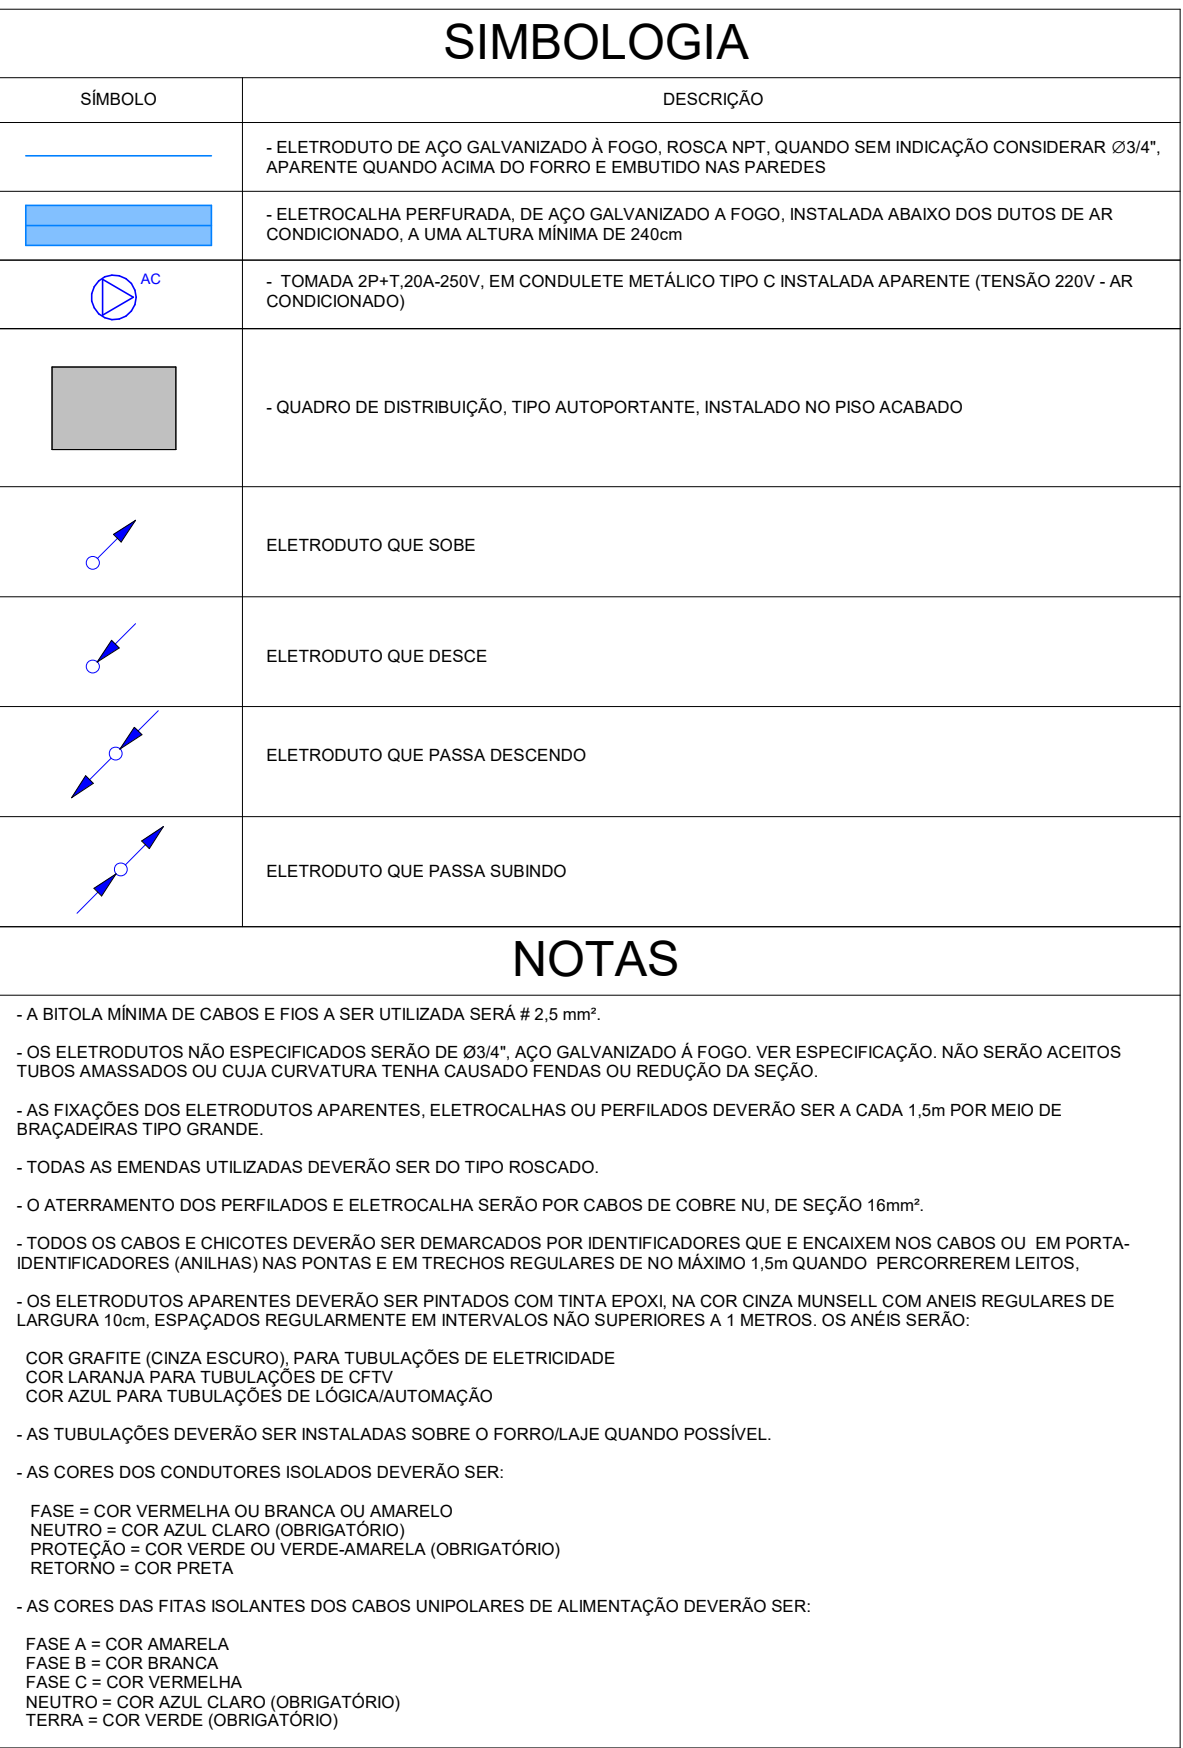 SIMBOLOGIA
SÍMBOLO
DESCRIÇÃO
- ELETRODUTO DE AÇO GALVANIZADO À FOGO, ROSCA NPT, QUANDO SEM INDICAÇÃO CONSIDERAR ∅3/4",
APARENTE QUANDO ACIMA DO FORRO E EMBUTIDO NAS PAREDES
- ELETROCALHA PERFURADA, DE AÇO GALVANIZADO A FOGO, INSTALADA ABAIXO DOS DUTOS DE AR
CONDICIONADO, A UMA ALTURA MÍNIMA DE 240cm
AC
- TOMADA 2P+T,20A-250V, EM CONDULETE METÁLICO TIPO C INSTALADA APARENTE (TENSÃO 220V - AR
CONDICIONADO)
- QUADRO DE DISTRIBUIÇÃO, TIPO AUTOPORTANTE, INSTALADO NO PISO ACABADO
ELETRODUTO QUE SOBE
ELETRODUTO QUE DESCE
ELETRODUTO QUE PASSA DESCENDO
ELETRODUTO QUE PASSA SUBINDO
NOTAS
- A BITOLA MÍNIMA DE CABOS E FIOS A SER UTILIZADA SERÁ # 2,5 mm².
- OS ELETRODUTOS NÃO ESPECIFICADOS SERÃO DE Ø3/4", AÇO GALVANIZADO Á FOGO. VER ESPECIFICAÇÃO. NÃO SERÃO ACEITOS
TUBOS AMASSADOS OU CUJA CURVATURA TENHA CAUSADO FENDAS OU REDUÇÃO DA SEÇÃO.
- AS FIXAÇÕES DOS ELETRODUTOS APARENTES, ELETROCALHAS OU PERFILADOS DEVERÃO SER A CADA 1,5m POR MEIO DE
BRAÇADEIRAS TIPO GRANDE.
- TODAS AS EMENDAS UTILIZADAS DEVERÃO SER DO TIPO ROSCADO.
- O ATERRAMENTO DOS PERFILADOS E ELETROCALHA SERÃO POR CABOS DE COBRE NU, DE SEÇÃO 16mm².
- TODOS OS CABOS E CHICOTES DEVERÃO SER DEMARCADOS POR IDENTIFICADORES QUE E ENCAIXEM NOS CABOS OU EM PORTA-
IDENTIFICADORES (ANILHAS) NAS PONTAS E EM TRECHOS REGULARES DE NO MÁXIMO 1,5m QUANDO PERCORREREM LEITOS,
- OS ELETRODUTOS APARENTES DEVERÃO SER PINTADOS COM TINTA EPOXI, NA COR CINZA MUNSELL COM ANEIS REGULARES DE
LARGURA 10cm, ESPAÇADOS REGULARMENTE EM INTERVALOS NÃO SUPERIORES A 1 METROS. OS ANÉIS SERÃO:
COR GRAFITE (CINZA ESCURO), PARA TUBULAÇÕES DE ELETRICIDADE
COR LARANJA PARA TUBULAÇÕES DE CFTV
COR AZUL PARA TUBULAÇÕES DE LÓGICA/AUTOMAÇÃO
- AS TUBULAÇÕES DEVERÃO SER INSTALADAS SOBRE O FORRO/LAJE QUANDO POSSÍVEL.
- AS CORES DOS CONDUTORES ISOLADOS DEVERÃO SER:
FASE = COR VERMELHA OU BRANCA OU AMARELO
NEUTRO = COR AZUL CLARO (OBRIGATÓRIO)
PROTEÇÃO = COR VERDE OU VERDE-AMARELA (OBRIGATÓRIO)
RETORNO = COR PRETA
- AS CORES DAS FITAS ISOLANTES DOS CABOS UNIPOLARES DE ALIMENTAÇÃO DEVERÃO SER:
FASE A = COR AMARELA
FASE B = COR BRANCA
FASE C = COR VERMELHA
NEUTRO = COR AZUL CLARO (OBRIGATÓRIO)
TERRA = COR VERDE (OBRIGATÓRIO)